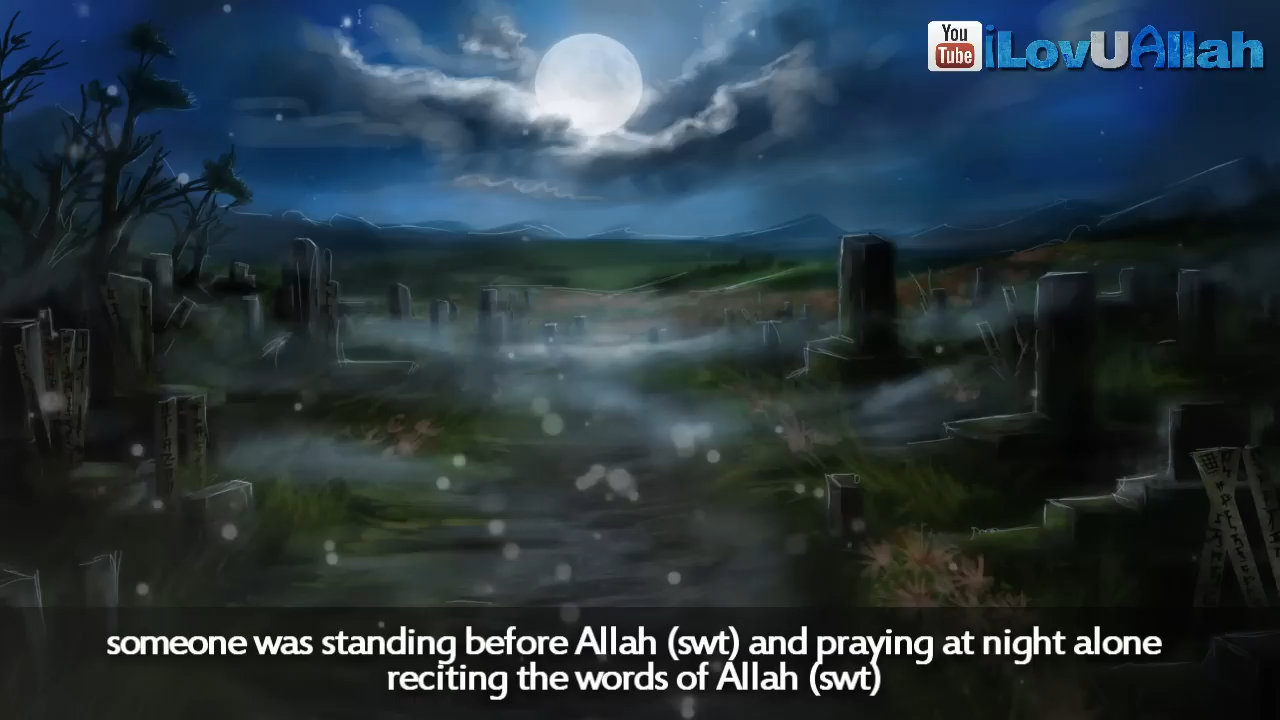 You
Tube
iLovUAllah
someone was standing before Allah (swt) and praying at night alone
reciting the words of Allah (swt)